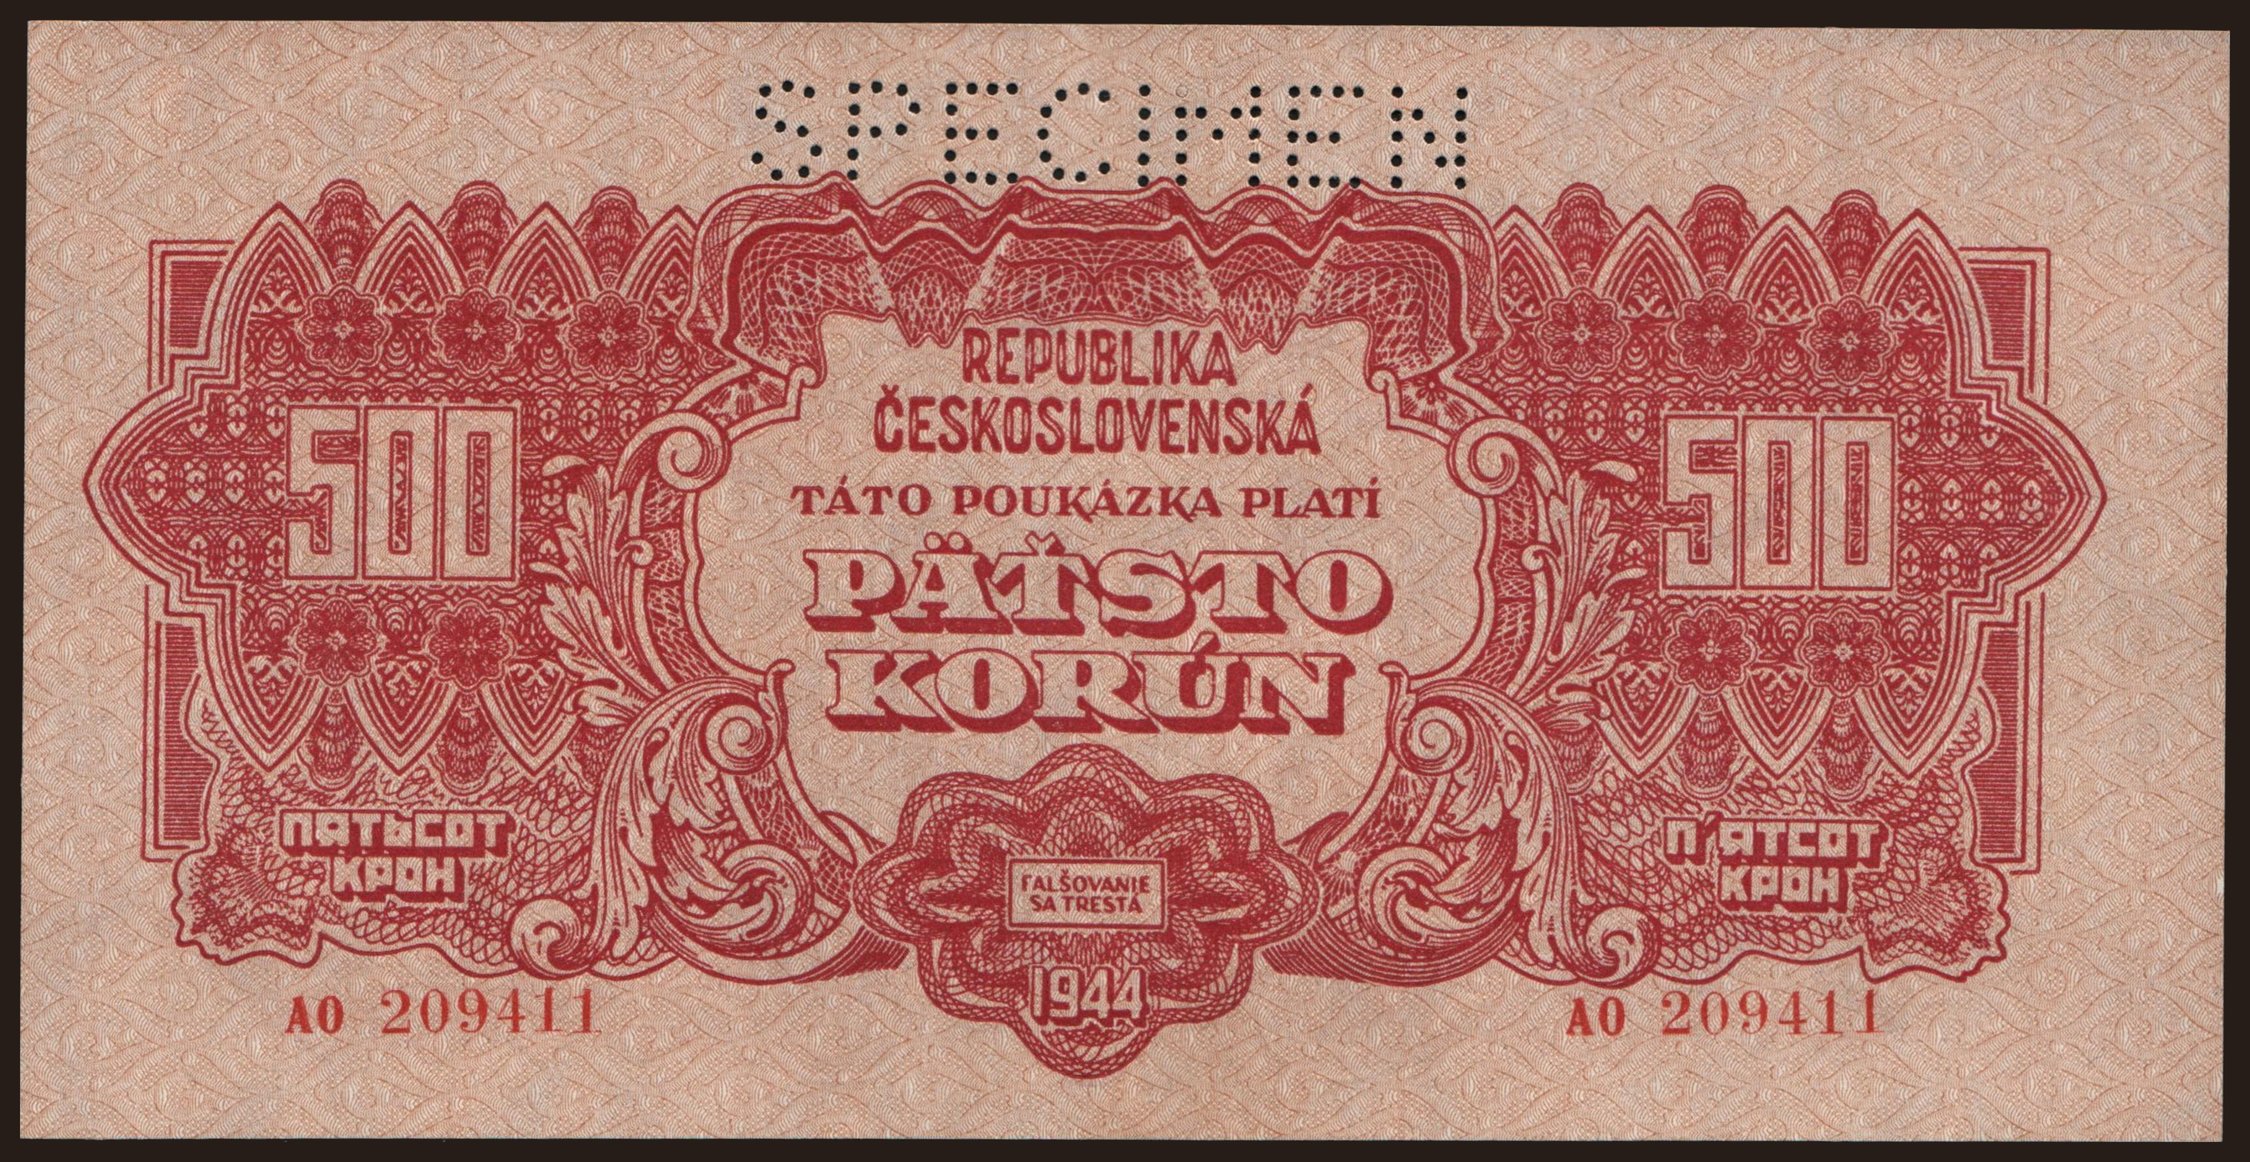 SPECIMEN
REPUBLIKA
ČESKOSLOVENSKÁ
TÁTO POUKÁZKA PLATÍ
PÄŤSTO
KORÚN
500
500
ПЯТЬСОТ
КРОН
П'ЯТСОТ
КРОН
FALŠOVANIE
SA TRESTÁ
1944
AO 209411
AO 209411